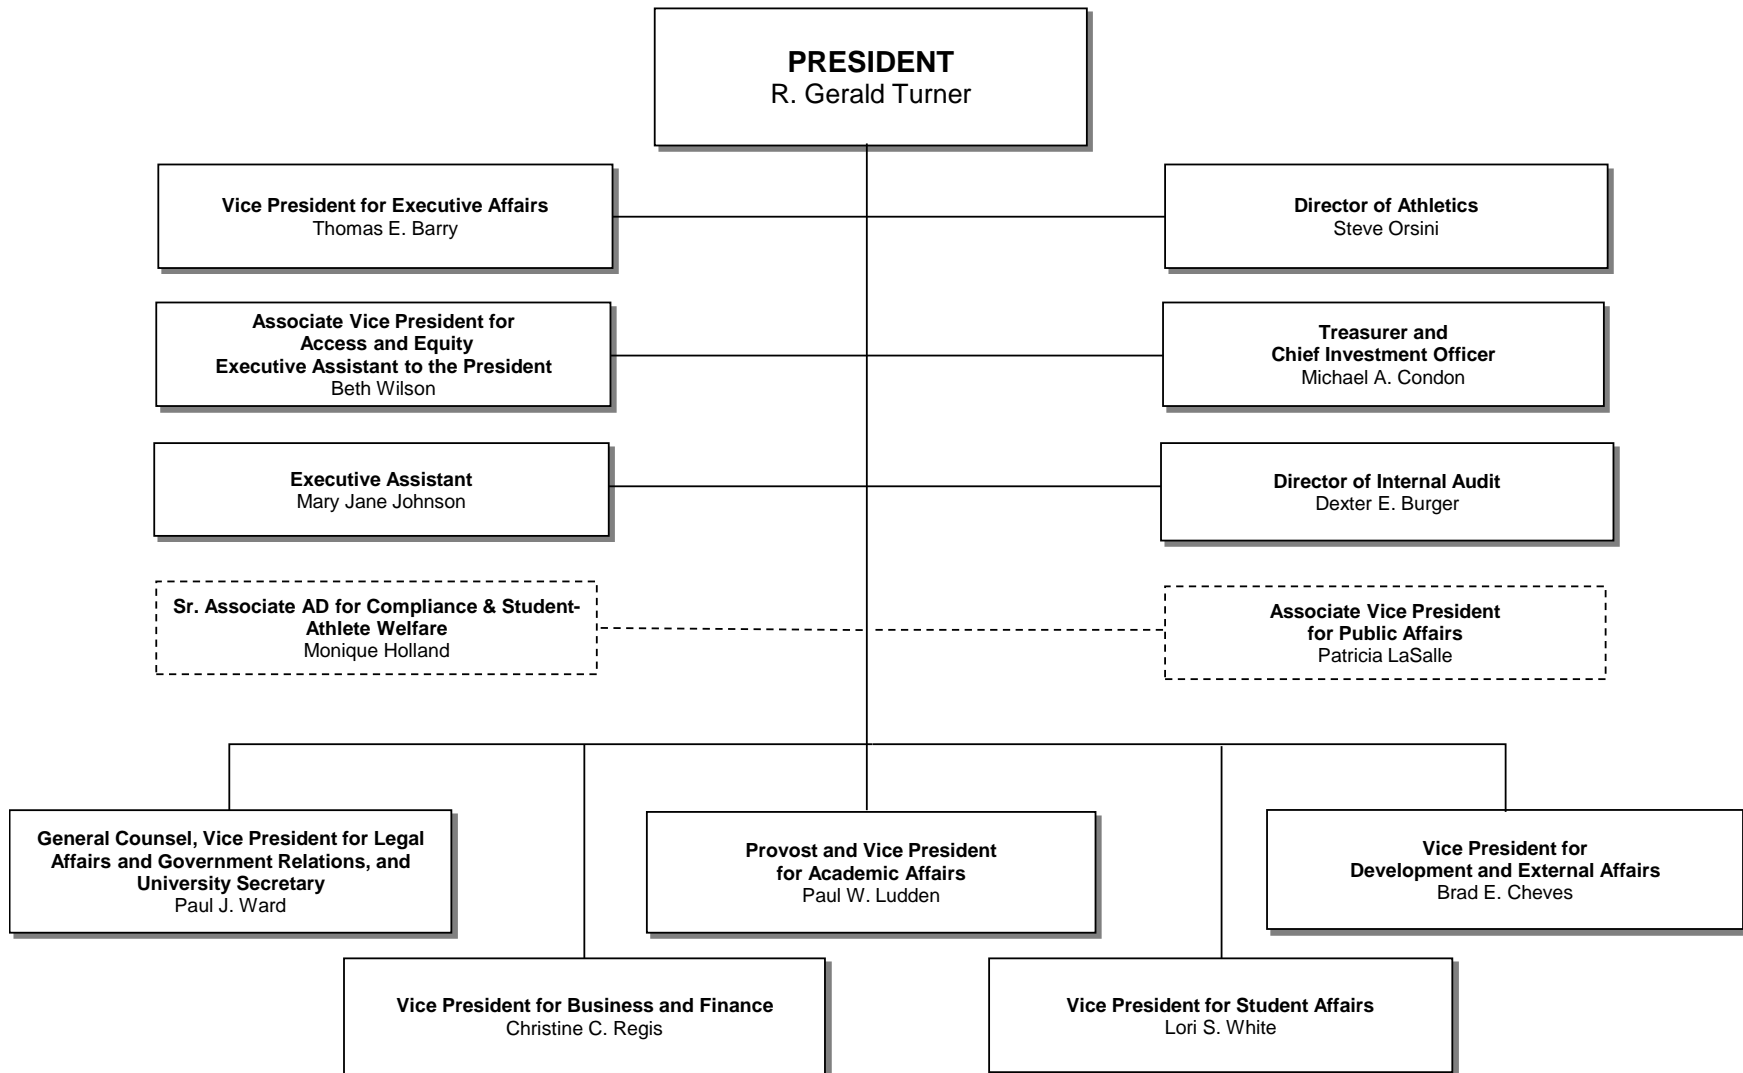 PRESIDENT
R. Gerald Turner
Vice President for Executive Affairs
Thomas E. Barry
Director of Athletics
Steve Orsini
Associate Vice President for
Access and Equity
Executive Assistant to the President
Beth Wilson
Treasurer and
Chief Investment Officer
Michael A. Condon
Executive Assistant
Mary Jane Johnson
Director of Internal Audit
Dexter E. Burger
Sr. Associate AD for Compliance & Student-
Athlete Welfare
Monique Holland
Associate Vice President
for Public Affairs
Patricia LaSalle
General Counsel, Vice President for Legal
Affairs and Government Relations, and
University Secretary
Paul J. Ward
Provost and Vice President
for Academic Affairs
Paul W. Ludden
Vice President for
Development and External Affairs
Brad E. Cheves
Vice President for Business and Finance
Christine C. Regis
Vice President for Student Affairs
Lori S. White